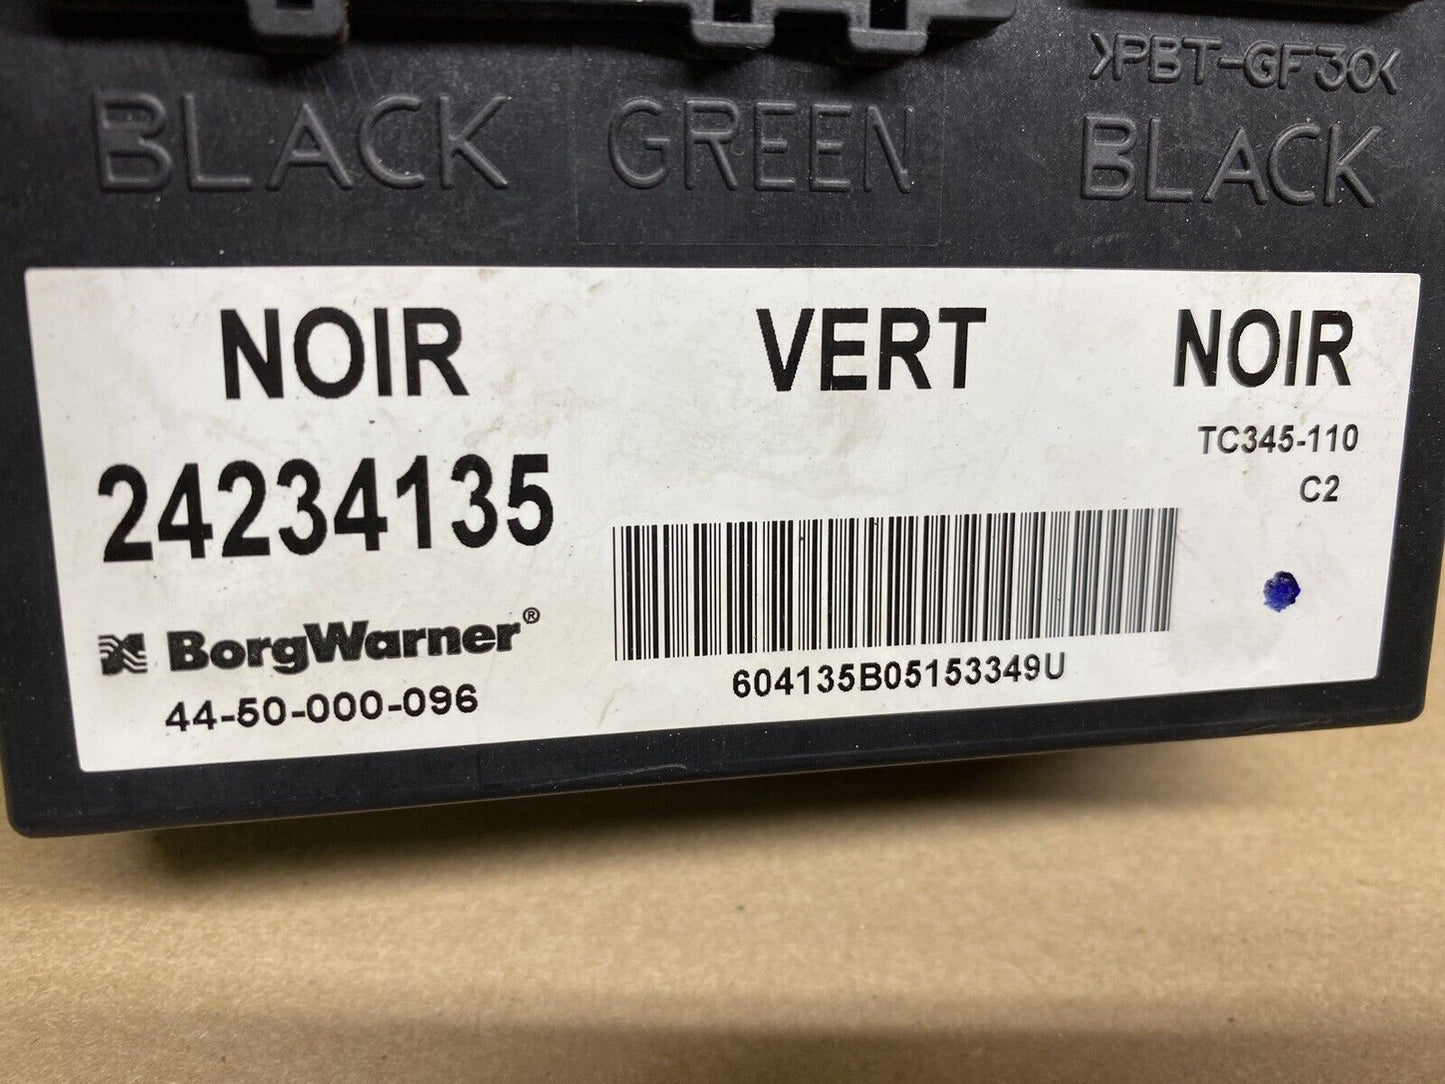 >PBT-GF30<
BLACK GREEN BLACK
NOIR VERT NOIR
TC345-110
24234135
C2
BorgWarner®
604135B05153349U
44-50-000-096